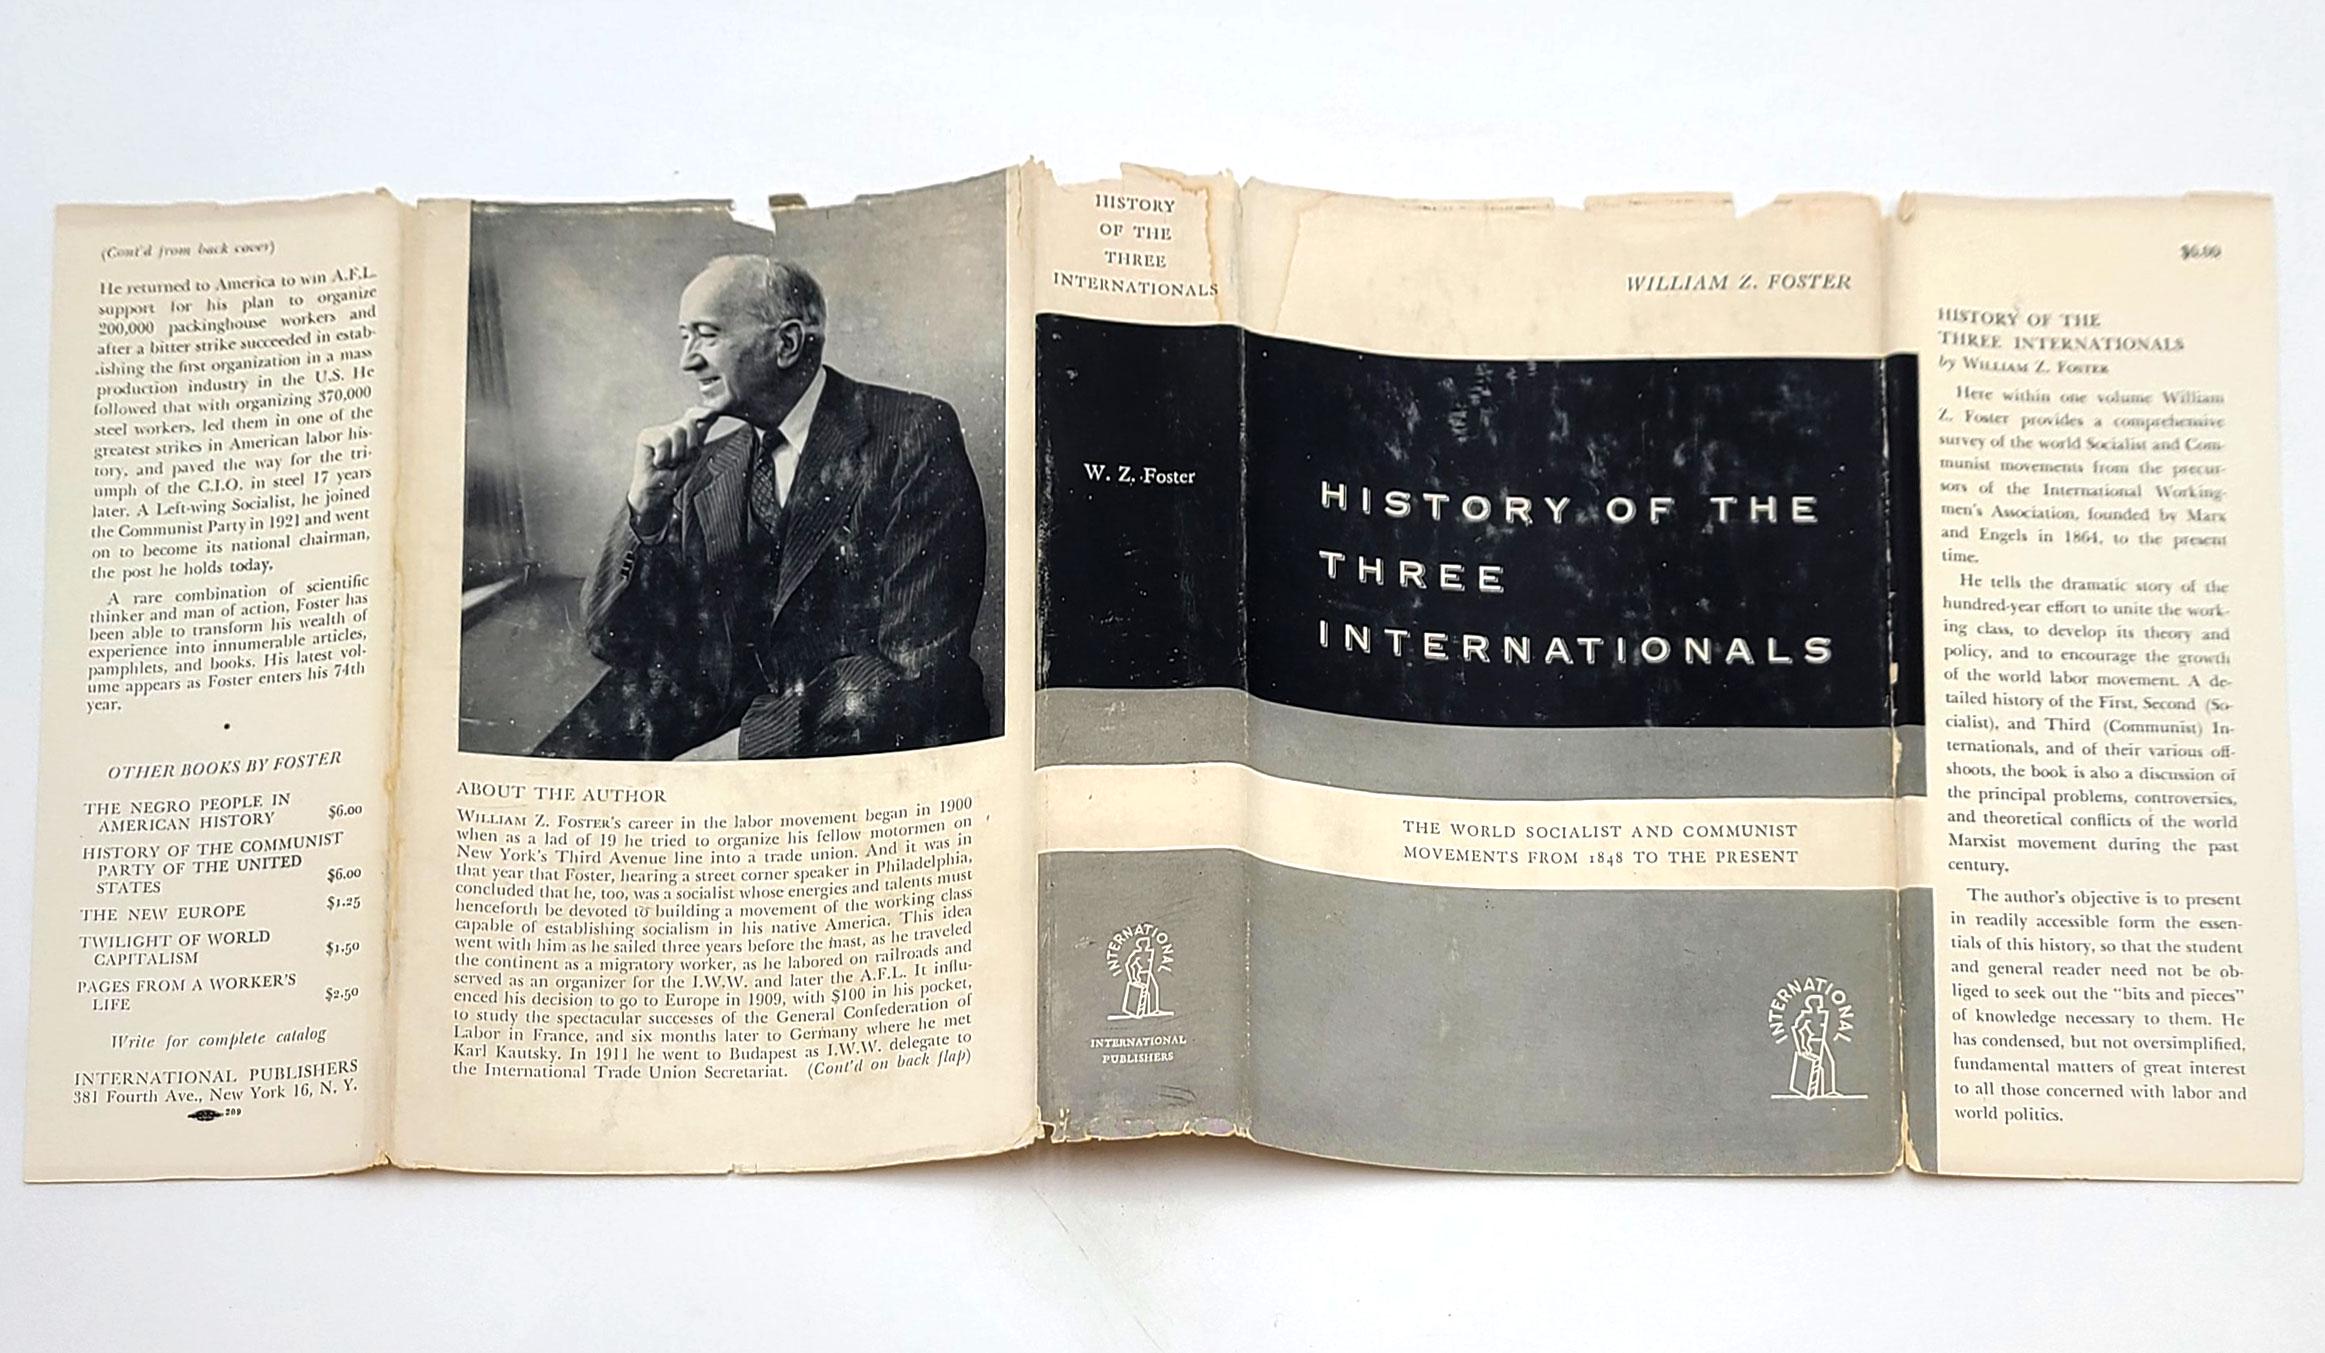 (Cont'd from back cover)
He returned to America to win A.F.L.
support for his plan to organize
200,000 packinghouse workers and
after a bitter strike succeeded in estab-
.ishing the first organization in a mass
production industry in the U.S. He
followed that with organizing 370,000
steel workers, led them in one of the
greatest strikes in American labor his-
tory, and paved the way for the tri-
umph of the C.I.O. in steel 17 years
later. A Left-wing Socialist, he joined
the Communist Party in 1921 and went
on to become its national chairman,
the post he holds today.
A rare combination of scientific
thinker and man of action, Foster has
been able to transform his wealth of
experience into innumerable articles,
pamphlets, and books. His latest vol-
ume appears as Foster enters his 74th
year.
•
OTHER BOOKS BY FOSTER
THE NEGRO PEOPLE IN
AMERICAN HISTORY $6.00
HISTORY OF THE COMMUNIST
PARTY OF THE UNITED
STATES $6.00
THE NEW EUROPE $1.25
TWILIGHT OF WORLD
CAPITALISM $1.50
PAGES FROM A WORKER'S
LIFE $2.50
Write for complete catalog
INTERNATIONAL PUBLISHERS
381 Fourth Ave., New York 16, N. Y.
209
ABOUT THE AUTHOR
WILLIAM Z. FOSTER'S career in the labor movement began in 1900
when as a lad of 19 he tried to organize his fellow motormen on
New York's Third Avenue line into a trade union. And it was in
that year that Foster, hearing a street corner speaker in Philadelphia,
concluded that he, too, was a socialist whose energies and talents must
henceforth be devoted to building a movement of the working class
capable of establishing socialism in his native America. This idea
went with him as he sailed three years before the mast, as he traveled
the continent as a migratory worker, as he labored on railroads and
served as an organizer for the I.W.W. and later the A.F.L. It influ-
enced his decision to go to Europe in 1909, with $100 in his pocket,
to study the spectacular successes of the General Confederation of
Labor in France, and six months later to Germany where he met
Karl Kautsky. In 1911 he went to Budapest as I.W.W. delegate to
the International Trade Union Secretariat. (Cont'd on back flap)
HISTORY
OF THE
THREE
INTERNATIONALS
W. Z. Foster
INTERNATIONAL
INTERNATIONAL
PUBLISHERS
WILLIAM Z. FOSTER
HISTORY OF THE
THREE
INTERNATIONALS
THE WORLD SOCIALIST AND COMMUNIST
MOVEMENTS FROM 1848 TO THE PRESENT
INTERNATIONAL
$6.00
HISTORY OF THE
THREE INTERNATIONALS
by WILLIAM Z. FOSTER
Here within one volume William
Z. Foster provides a comprehensive
survey of the world Socialist and Com-
munist movements from the precur-
sors of the International Working-
men's Association, founded by Marx
and Engels in 1864, to the present
time.
He tells the dramatic story of the
hundred-year effort to unite the work-
ing class, to develop its theory and
policy, and to encourage the growth
of the world labor movement. A de-
tailed history of the First, Second (So-
cialist), and Third (Communist) In-
ternationals, and of their various off-
shoots, the book is also a discussion of
the principal problems, controversies,
and theoretical conflicts of the world
Marxist movement during the past
century.
The author's objective is to present
in readily accessible form the essen-
tials of this history, so that the student
and general reader need not be ob-
liged to seek out the "bits and pieces"
of knowledge necessary to them. He
has condensed, but not oversimplified,
fundamental matters of great interest
to all those concerned with labor and
world politics.